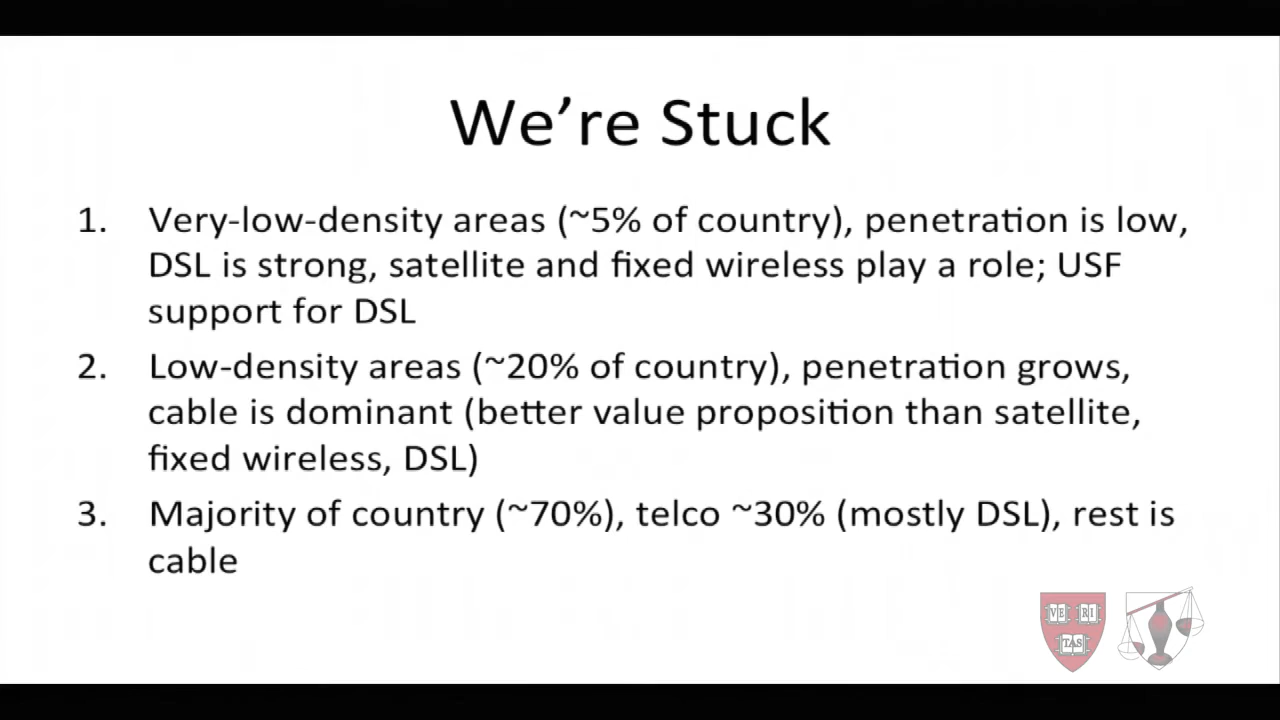 We're Stuck
1. Very-low-density areas (~5% of country), penetration is low,
DSL is strong, satellite and fixed wireless play a role; USF
support for DSL
2. Low-density areas (~20% of country), penetration grows,
cable is dominant (better value proposition than satellite,
fixed wireless, DSL)
3. Majority of country (~70%), telco ~30% (mostly DSL), rest is
cable
VE RI
TAS